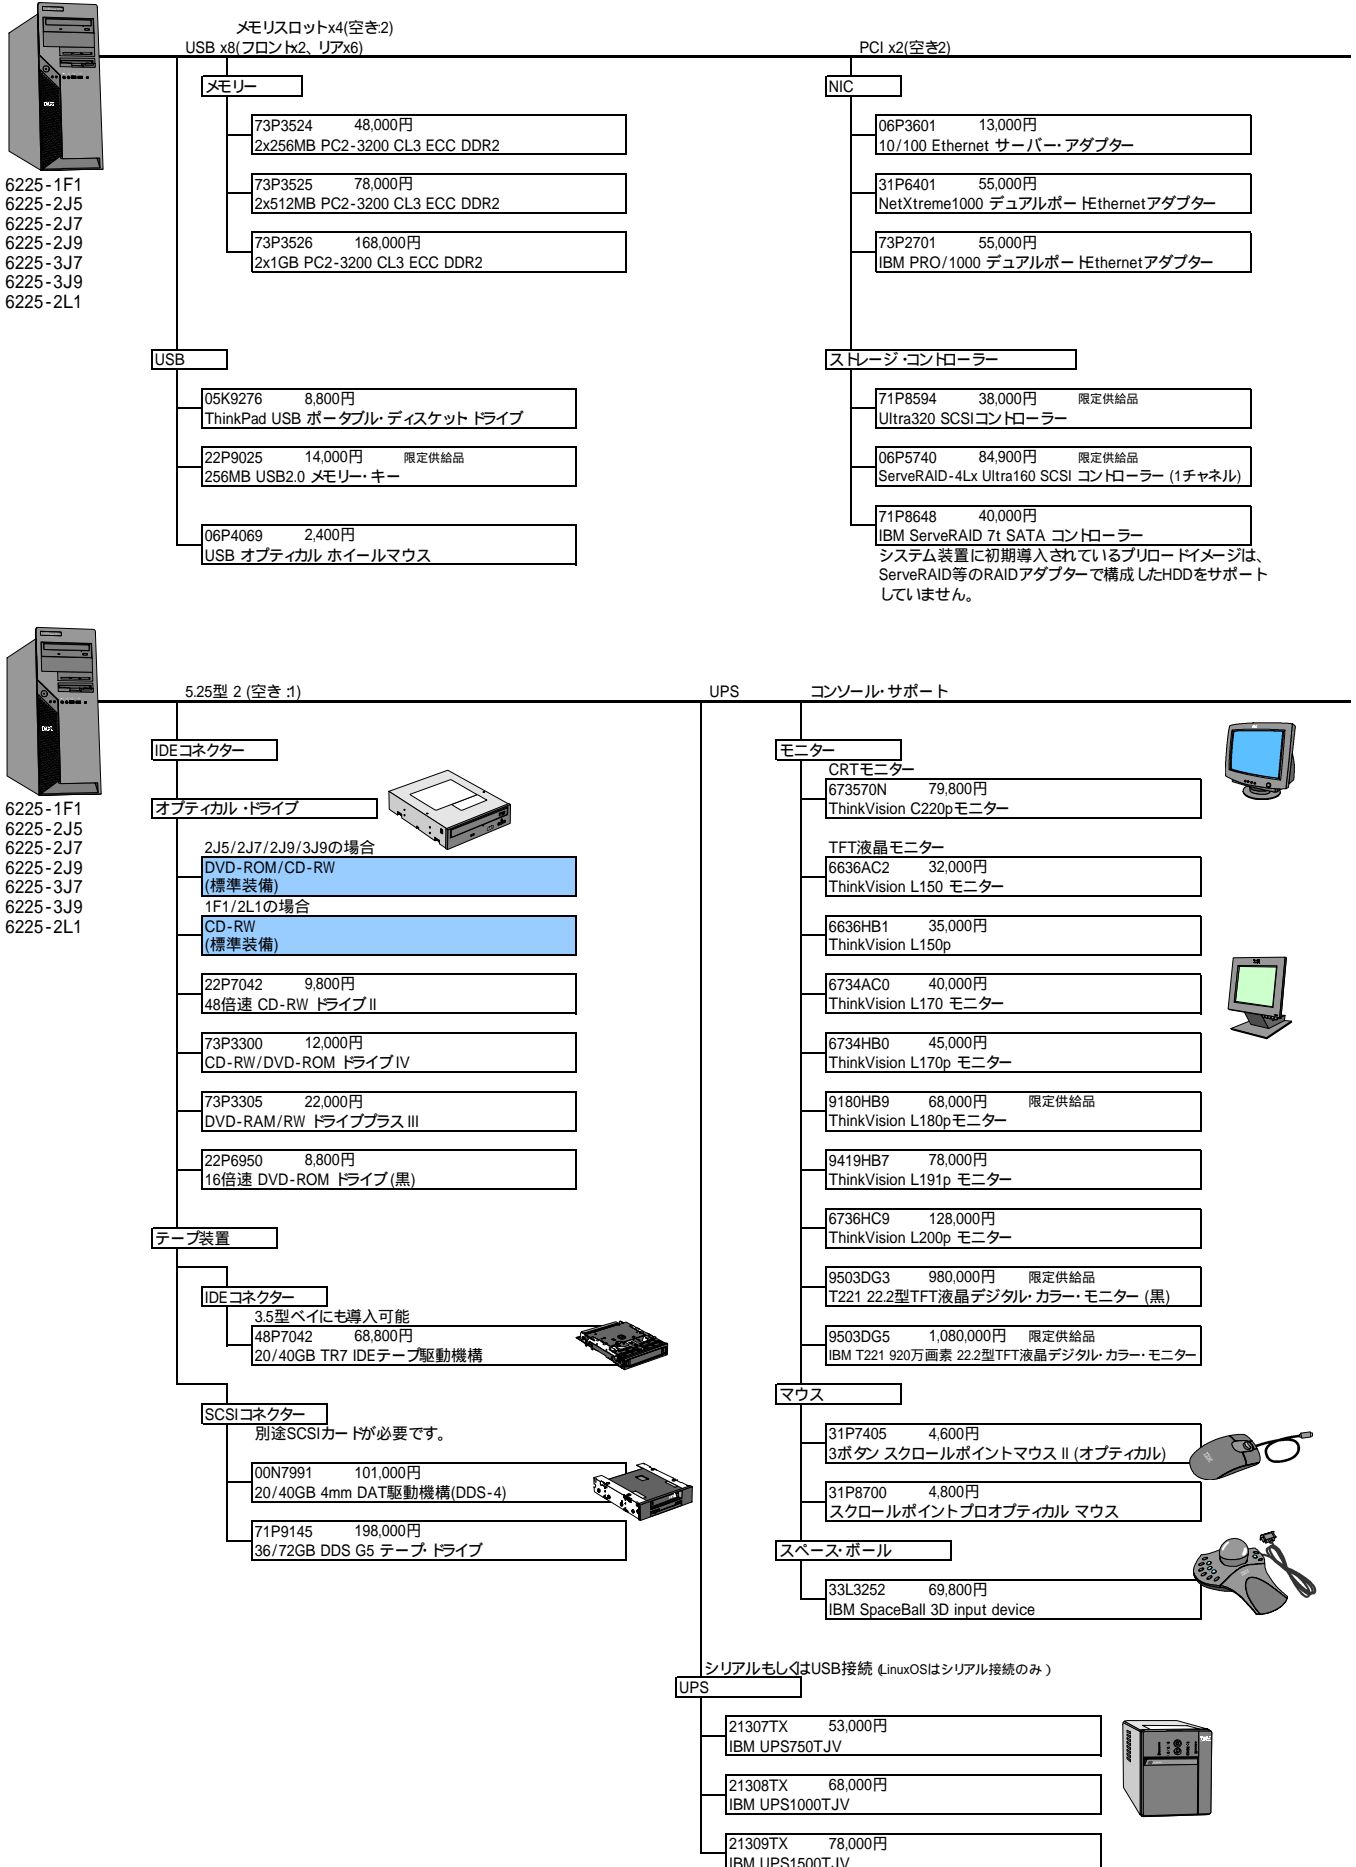 メモリスロットx4(空き:2)
USB x8(フロントx2、リアx6)
PCI x2(空き2)
メモリー
73P3524 48,000円
2x256MB PC2-3200 CL3 ECC DDR2
73P3525 78,000円
2x512MB PC2-3200 CL3 ECC DDR2
73P3526 168,000円
2x1GB PC2-3200 CL3 ECC DDR2
NIC
06P3601 13,000円
10/100 Ethernet サーバー・アダプター
31P6401 55,000円
NetXtreme1000 デュアルポートEthernetアダプター
73P2701 55,000円
IBM PRO/1000 デュアルポートEthernetアダプター
6225-1F1
6225-2J5
6225-2J7
6225-2J9
6225-3J7
6225-3J9
6225-2L1
USB
05K9276 8,800円
ThinkPad USB ポータブル・ディスケットドライブ
22P9025 14,000円 限定供給品
256MB USB2.0 メモリー・キー
06P4069 2,400円
USB オプティカル ホイールマウス
ストレージ・コントローラー
71P8594 38,000円 限定供給品
Ultra320 SCSIコントローラー
06P5740 84,900円 限定供給品
ServeRAID-4Lx Ultra160 SCSI コントローラー (1チャネル)
71P8648 40,000円
IBM ServeRAID 7t SATA コントローラー
システム装置に初期導入されているプリロードイメージは、
ServeRAID等のRAIDアダプターで構成したHDDをサポート
していません。
5.25型 2 (空き:1)
UPS
コンソール・サポート
6225-1F1
6225-2J5
6225-2J7
6225-2J9
6225-3J7
6225-3J9
6225-2L1
IDEコネクター
オプティカル・ドライブ
2J5/2J7/2J9/3J9の場合
DVD-ROM/CD-RW
(標準装備)
1F1/2L1の場合
CD-RW
(標準装備)
22P7042 9,800円
48倍速 CD-RW ドライブ II
73P3300 12,000円
CD-RW/DVD-ROM ドライブ IV
73P3305 22,000円
DVD-RAM/RW ドライブプラス III
22P6950 8,800円
16倍速 DVD-ROM ドライブ (黒)
テープ装置
IDEコネクター
3.5型ベイにも導入可能
48P7042 68,800円
20/40GB TR7 IDEテープ駆動機構
SCSIコネクター
別途SCSIカードが必要です。
00N7991 101,000円
20/40GB 4mm DAT駆動機構(DDS-4)
71P9145 198,000円
36/72GB DDS G5 テープ・ドライブ
モニター
CRTモニター
673570N 79,800円
ThinkVision C220pモニター
TFT液晶モニター
6636AC2 32,000円
ThinkVision L150 モニター
6636HB1 35,000円
ThinkVision L150p
6734AC0 40,000円
ThinkVision L170 モニター
6734HB0 45,000円
ThinkVision L170p モニター
9180HB9 68,000円 限定供給品
ThinkVision L180pモニター
9419HB7 78,000円
ThinkVision L191p モニター
6736HC9 128,000円
ThinkVision L200p モニター
9503DG3 980,000円 限定供給品
T221 22.2型TFT液晶デジタル・カラー・モニター (黒)
9503DG5 1,080,000円 限定供給品
IBM T221 920万画素 22.2型TFT液晶デジタル・カラー・モニター
マウス
31P7405 4,600円
3ボタン スクロールポイントマウス II (オプティカル)
31P8700 4,800円
スクロールポイントプロオプティカル マウス
スペース・ボール
33L3252 69,800円
IBM SpaceBall 3D input device
シリアルもしくはUSB接続 (LinuxOSはシリアル接続のみ)
UPS
21307TX 53,000円
IBM UPS750TJV
21308TX 68,000円
IBM UPS1000TJV
21309TX 78,000円
IBM UPS1500TJV